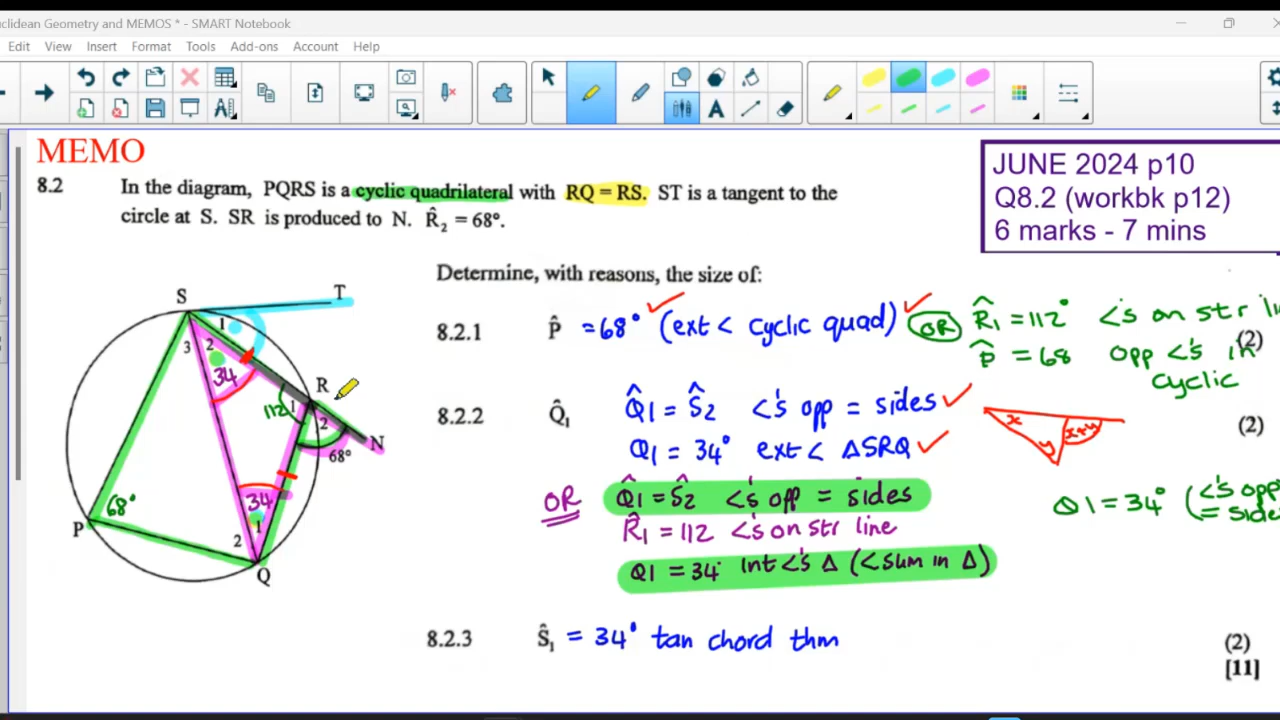 uclidean Geometry and MEMOS * - SMART Notebook
Edit View Insert Format Tools Add-ons Account Help
MEMO
JUNE 2024 p10
Q8.2 (workbk p12)
6 marks - 7 mins
8.2 In the diagram, PQRS is a cyclic quadrilateral with RQ = RS. ST is a tangent to the
circle at S. SR is produced to N. R̂₂ = 68°.
Determine, with reasons, the size of:
8.2.1 P̂ = 68° (ext < cyclic quad) OR R̂1 = 112° <'s on str li
P̂ = 68 opp <'s in (2)
cyclic
8.2.2 Q̂₁ Q̂1 = Ŝ2 <'s opp = sides (2)
Q1 = 34° ext < ΔSRQ
x y x+y
OR Q̂1 = Ŝ2 <'s opp = sides
R̂1 = 112 <'s on str line
Q1 = 34° Int <'s Δ (<sum in Δ)
Q1 = 34° (<'s opp
= side
8.2.3 Ŝ₁ = 34° tan chord thm (2)
[11]
S T
1
3 2
34
R
112 1
2
N
68°
68°
P
34
1
2
Q